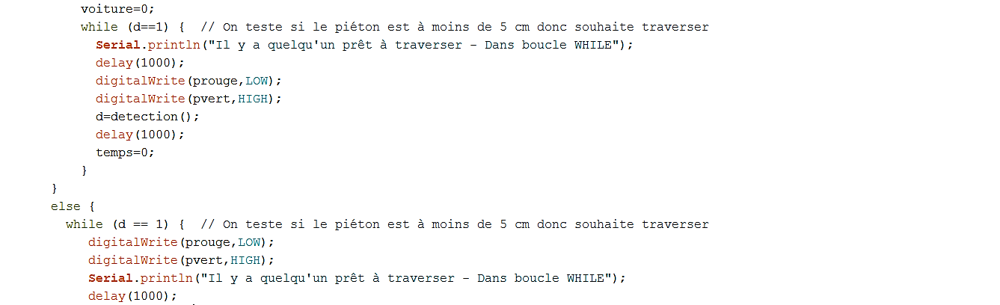 voiture=0;
while (d==1) {  // On teste si le piéton est à moins de 5 cm donc souhaite traverser
Serial.println("Il y a quelqu'un prêt à traverser - Dans boucle WHILE");
delay(1000);
digitalWrite(prouge,LOW);
digitalWrite(pvert,HIGH);
d=detection();
delay(1000);
temps=0;
}
}
else {
while (d == 1) {  // On teste si le piéton est à moins de 5 cm donc souhaite traverser
digitalWrite(prouge,LOW);
digitalWrite(pvert,HIGH);
Serial.println("Il y a quelqu'un prêt à traverser - Dans boucle WHILE");
delay(1000);